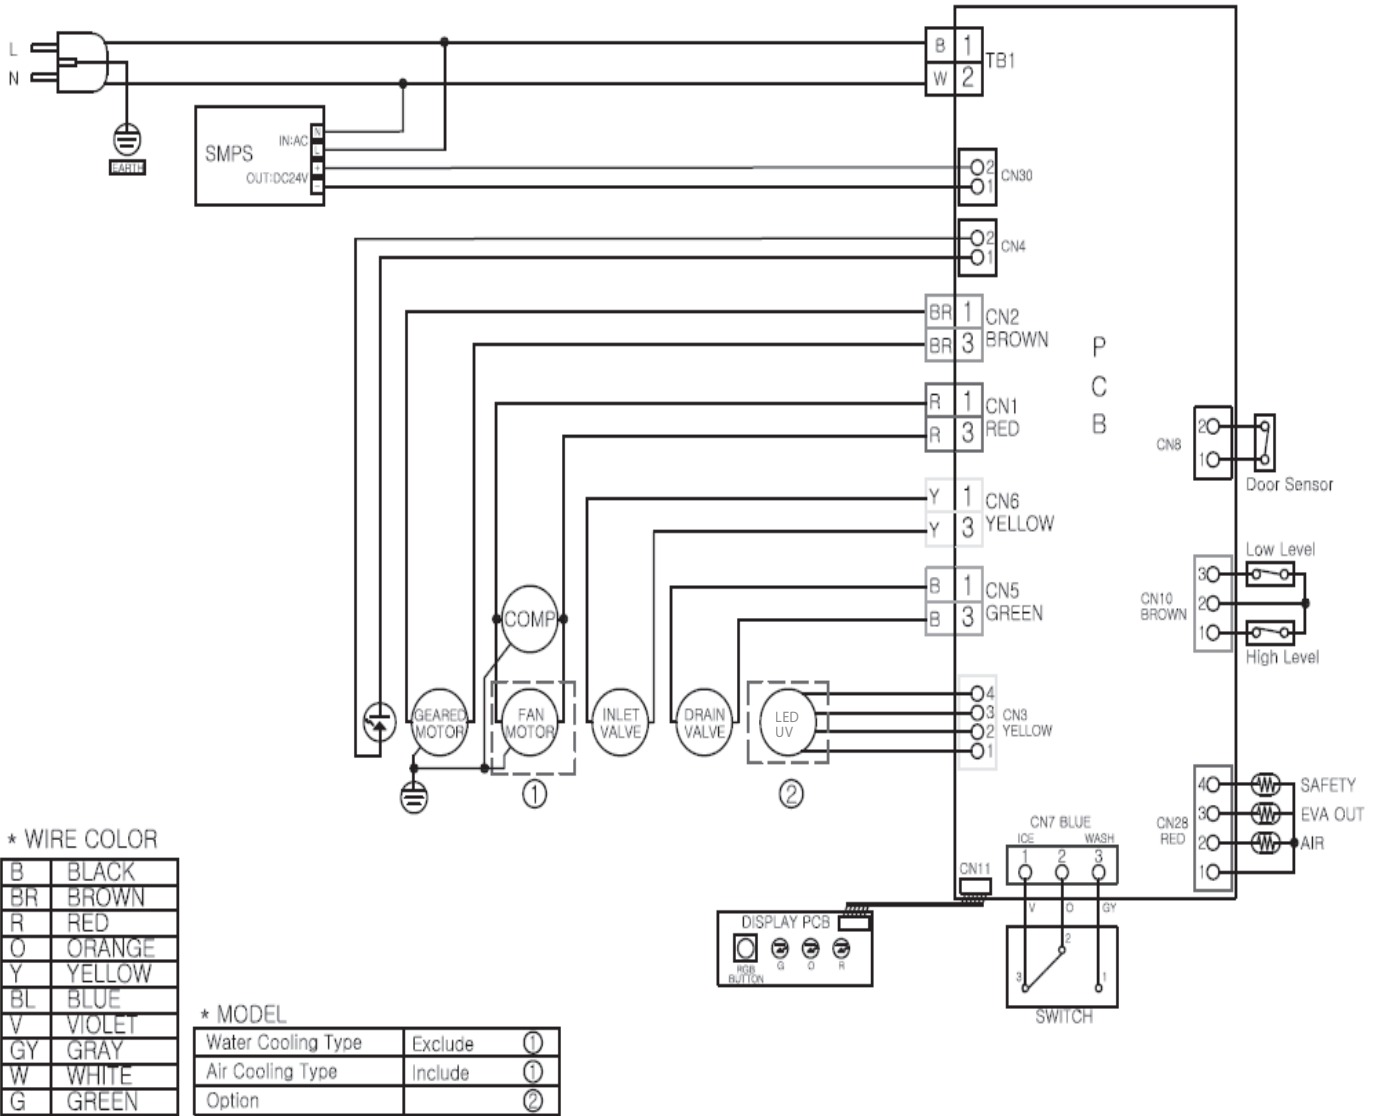 L
N
EARTH
SMPS
IN:AC
OUT:DC24V
N
L
+
−
B 1
W 2
TB1
2
1
CN30
2
1
CN4
BR 1
BR 3
CN2
BROWN
R 1
R 3
CN1
RED
Y 1
Y 3
CN6
YELLOW
B 1
B 3
CN5
GREEN
P
C
B
CN8
2
1
Door Sensor
CN10
BROWN
3
2
1
Low Level
High Level
COMP
GEARED
MOTOR
FAN
MOTOR
INLET
VALVE
DRAIN
VALVE
LED
UV
①
②
4
3
2
1
CN3
YELLOW
CN28
RED
4
3
2
1
SAFETY
EVA OUT
AIR
CN7 BLUE
ICE WASH
1 2 3
V O GY
2
3
1
SWITCH
CN11
DISPLAY PCB
RGB
BUTTON
G O R
* WIRE COLOR
B BLACK
BR BROWN
R RED
O ORANGE
Y YELLOW
BL BLUE
V VIOLET
GY GRAY
W WHITE
G GREEN
* MODEL
Water Cooling Type Exclude ①
Air Cooling Type Include ①
Option ②